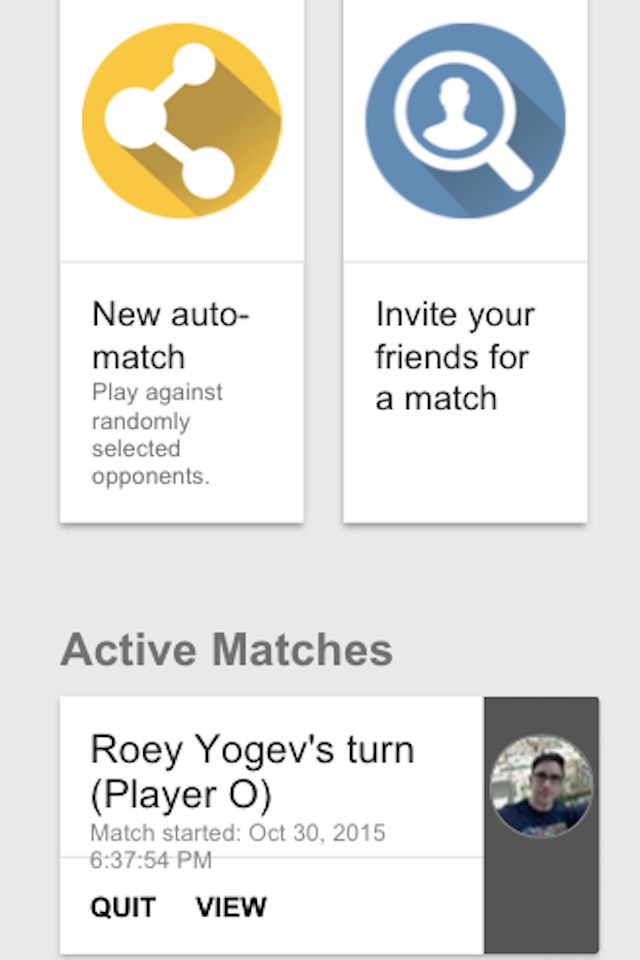 New auto-
match
Play against
randomly
selected
opponents.
Invite your
friends for
a match
Active Matches
Roey Yogev's turn
(Player O)
Match started: Oct 30, 2015
6:37:54 PM
QUIT VIEW